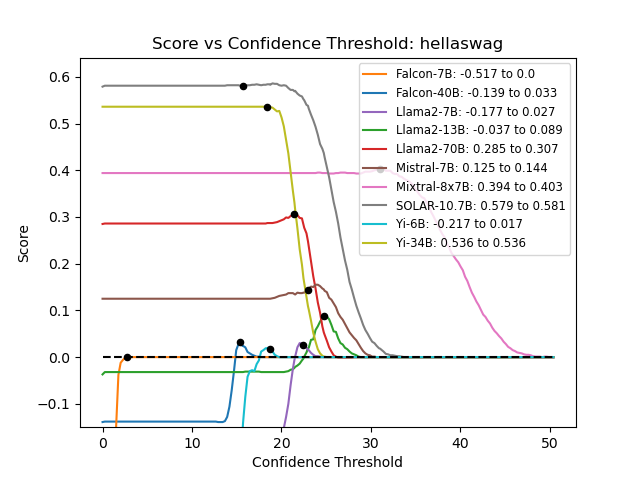 Score vs Confidence Threshold: hellaswag
Score
0.6
0.5
0.4
0.3
0.2
0.1
0.0
−0.1
Falcon-7B: -0.517 to 0.0
Falcon-40B: -0.139 to 0.033
Llama2-7B: -0.177 to 0.027
Llama2-13B: -0.037 to 0.089
Llama2-70B: 0.285 to 0.307
Mistral-7B: 0.125 to 0.144
Mixtral-8x7B: 0.394 to 0.403
SOLAR-10.7B: 0.579 to 0.581
Yi-6B: -0.217 to 0.017
Yi-34B: 0.536 to 0.536
0 10 20 30 40 50
Confidence Threshold